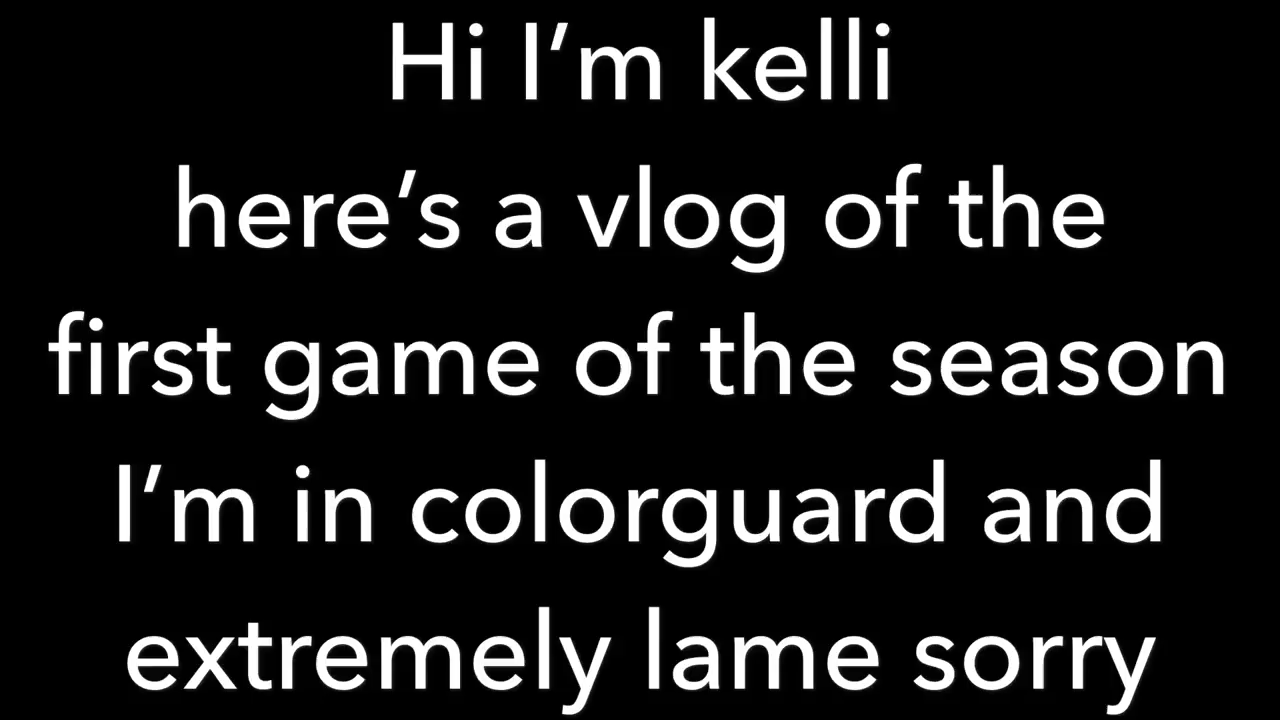 Hi I’m kelli
here’s a vlog of the
first game of the season
I’m in colorguard and
extremely lame sorry